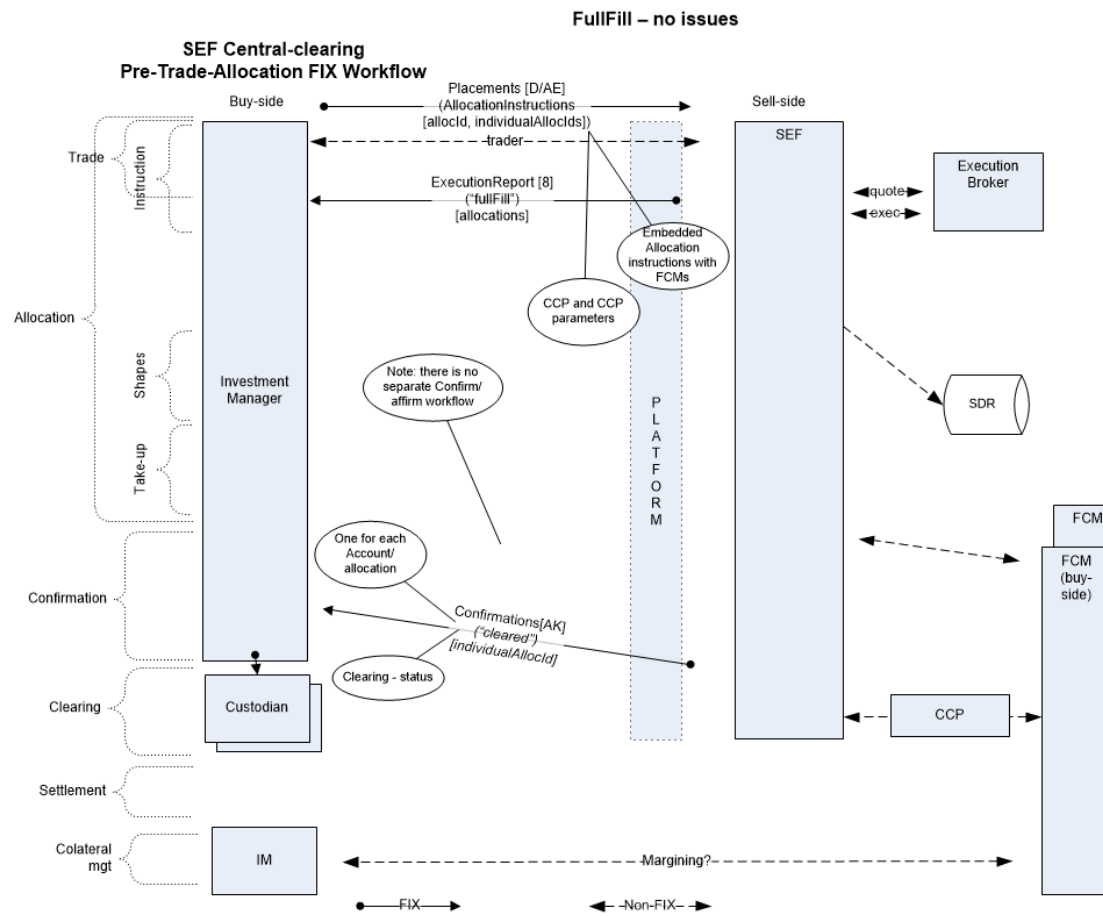 FullFill – no issues
SEF Central-clearing
Pre-Trade-Allocation FIX Workflow
Buy-side
Placements [D/AE]
(AllocationInstructions
[allocId, individualAllocIds])
Sell-side
trader
SEF
Trade
Instruction
Execution
Broker
quote
exec
ExecutionReport [8]
("fullFill")
[allocations]
Embedded
Allocation
instructions with
FCMs
CCP and CCP
parameters
Allocation
Shapes
Take-up
Investment
Manager
Note: there is no
separate Confirm/
affirm workflow
PLATFORM
SDR
FCM
FCM
(buy-
side)
One for each
Account/
allocation
Confirmation
Confirmations[AK]
("cleared")
[individualAllocId]
Clearing - status
Clearing
Custodian
CCP
Settlement
Colateral
mgt
IM
Margining?
FIX
Non-FIX